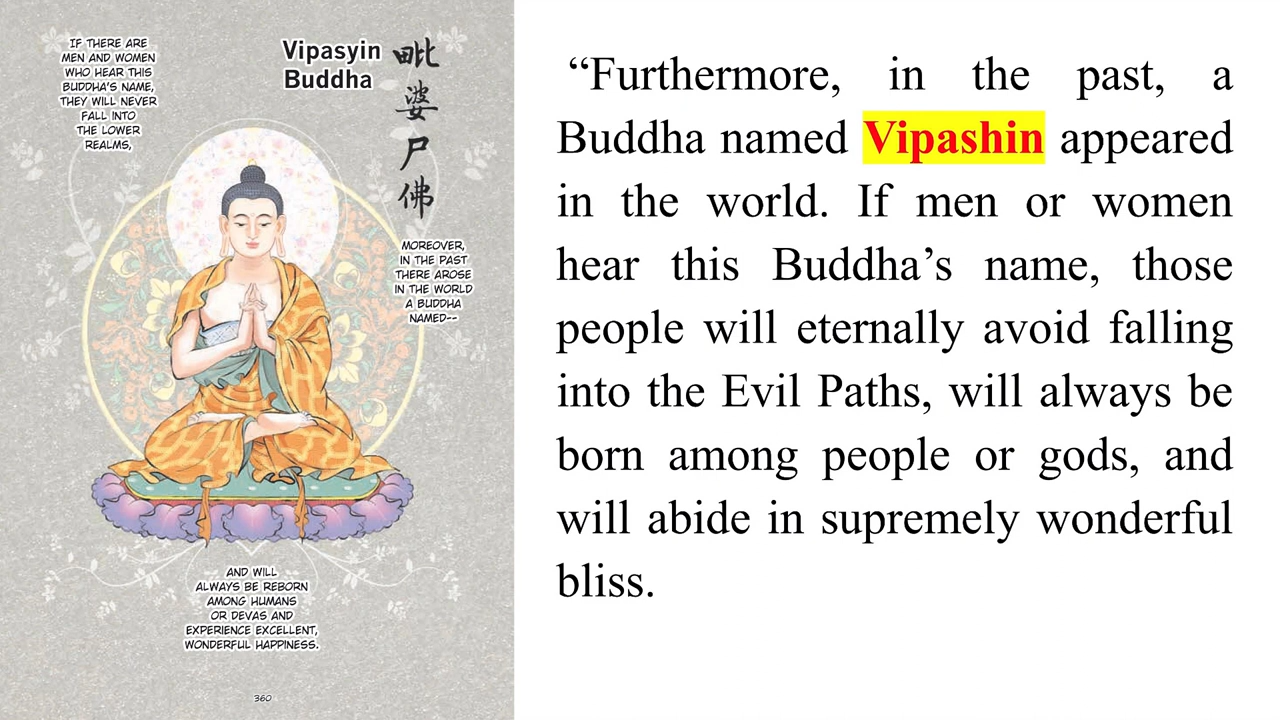 IF THERE ARE
MEN AND WOMEN
WHO HEAR THIS
BUDDHA'S NAME,
THEY WILL NEVER
FALL INTO
THE LOWER
REALMS,
Vipasyin
Buddha
毗
婆
尸
佛
MOREOVER,
IN THE PAST
THERE AROSE
IN THE WORLD
A BUDDHA
NAMED--
AND WILL
ALWAYS BE REBORN
AMONG HUMANS
OR DEVAS AND
EXPERIENCE EXCELLENT,
WONDERFUL HAPPINESS.
360
“Furthermore, in the past, a
Buddha named Vipashin appeared
in the world. If men or women
hear this Buddha’s name, those
people will eternally avoid falling
into the Evil Paths, will always be
born among people or gods, and
will abide in supremely wonderful
bliss.